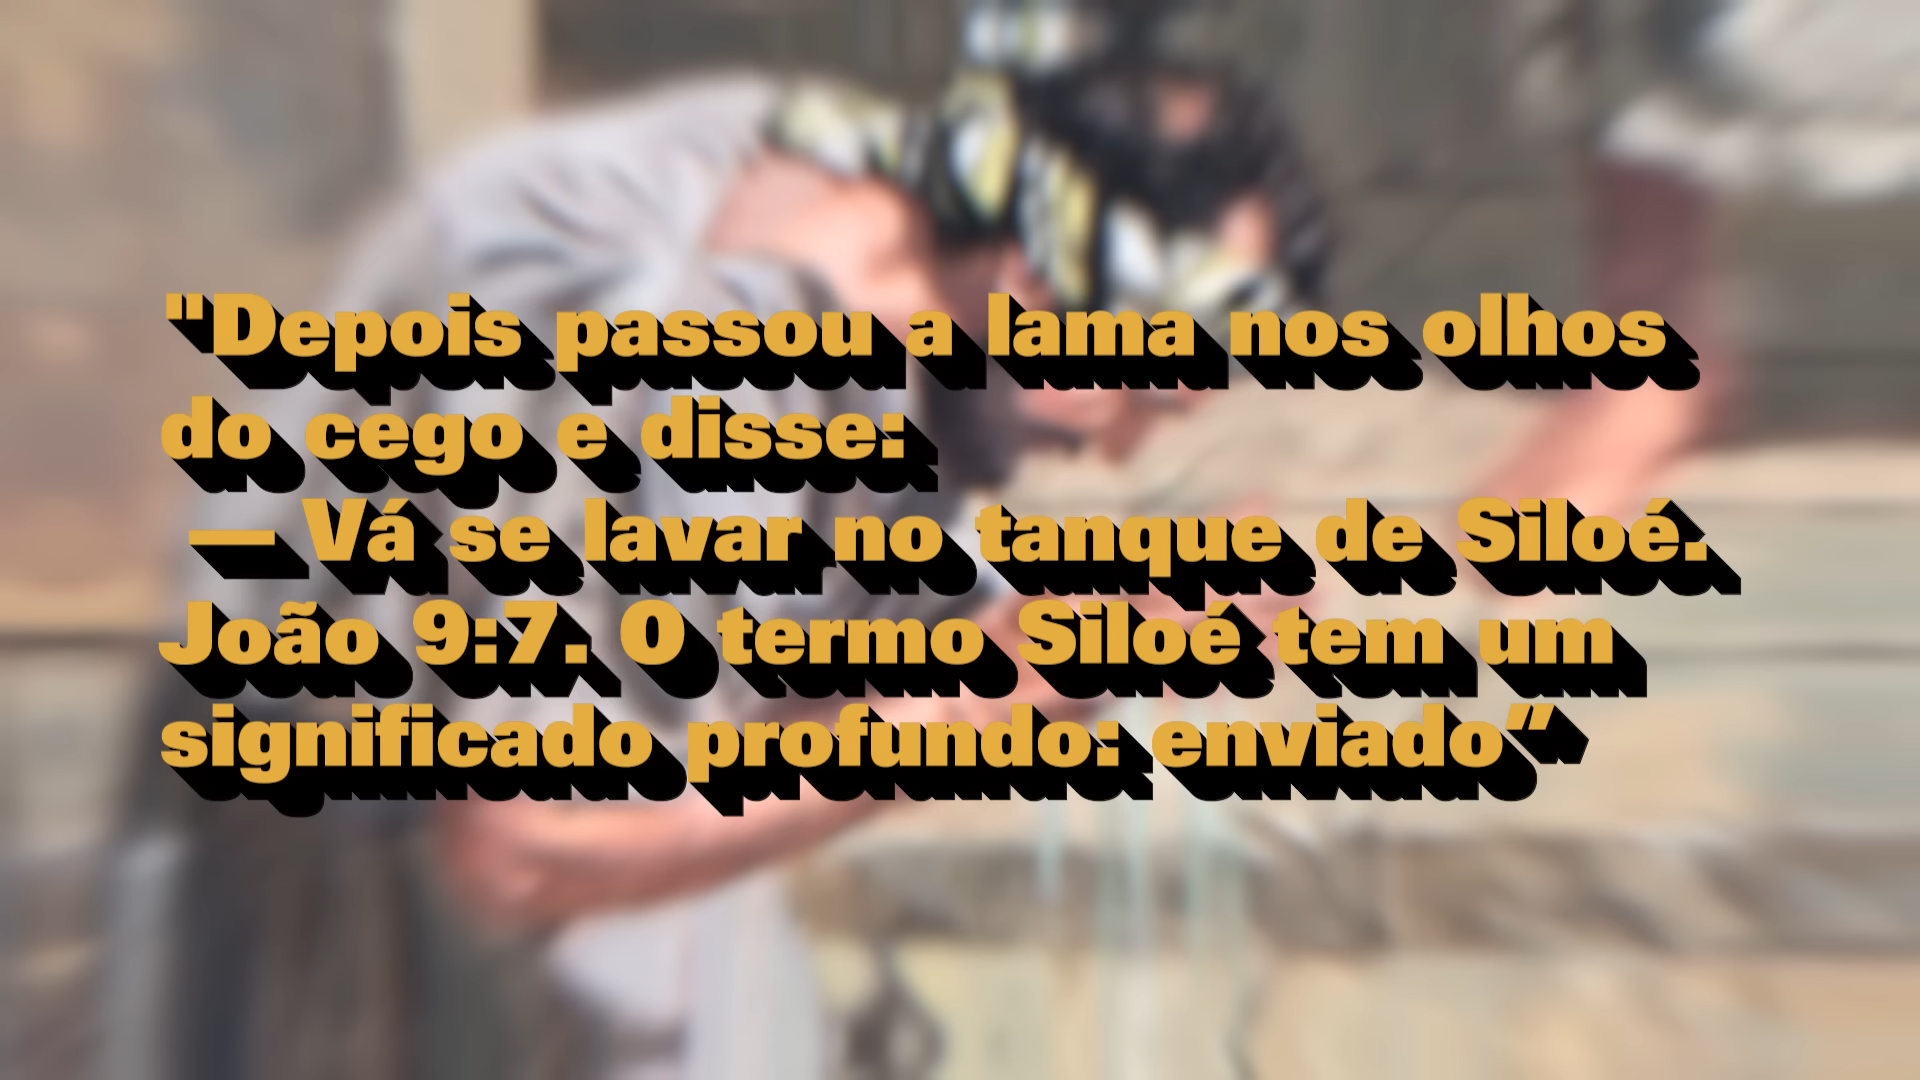 "Depois passou a lama nos olhos
do cego e disse:
— Vá se lavar no tanque de Siloé.
João 9:7. O termo Siloé tem um
significado profundo: enviado”